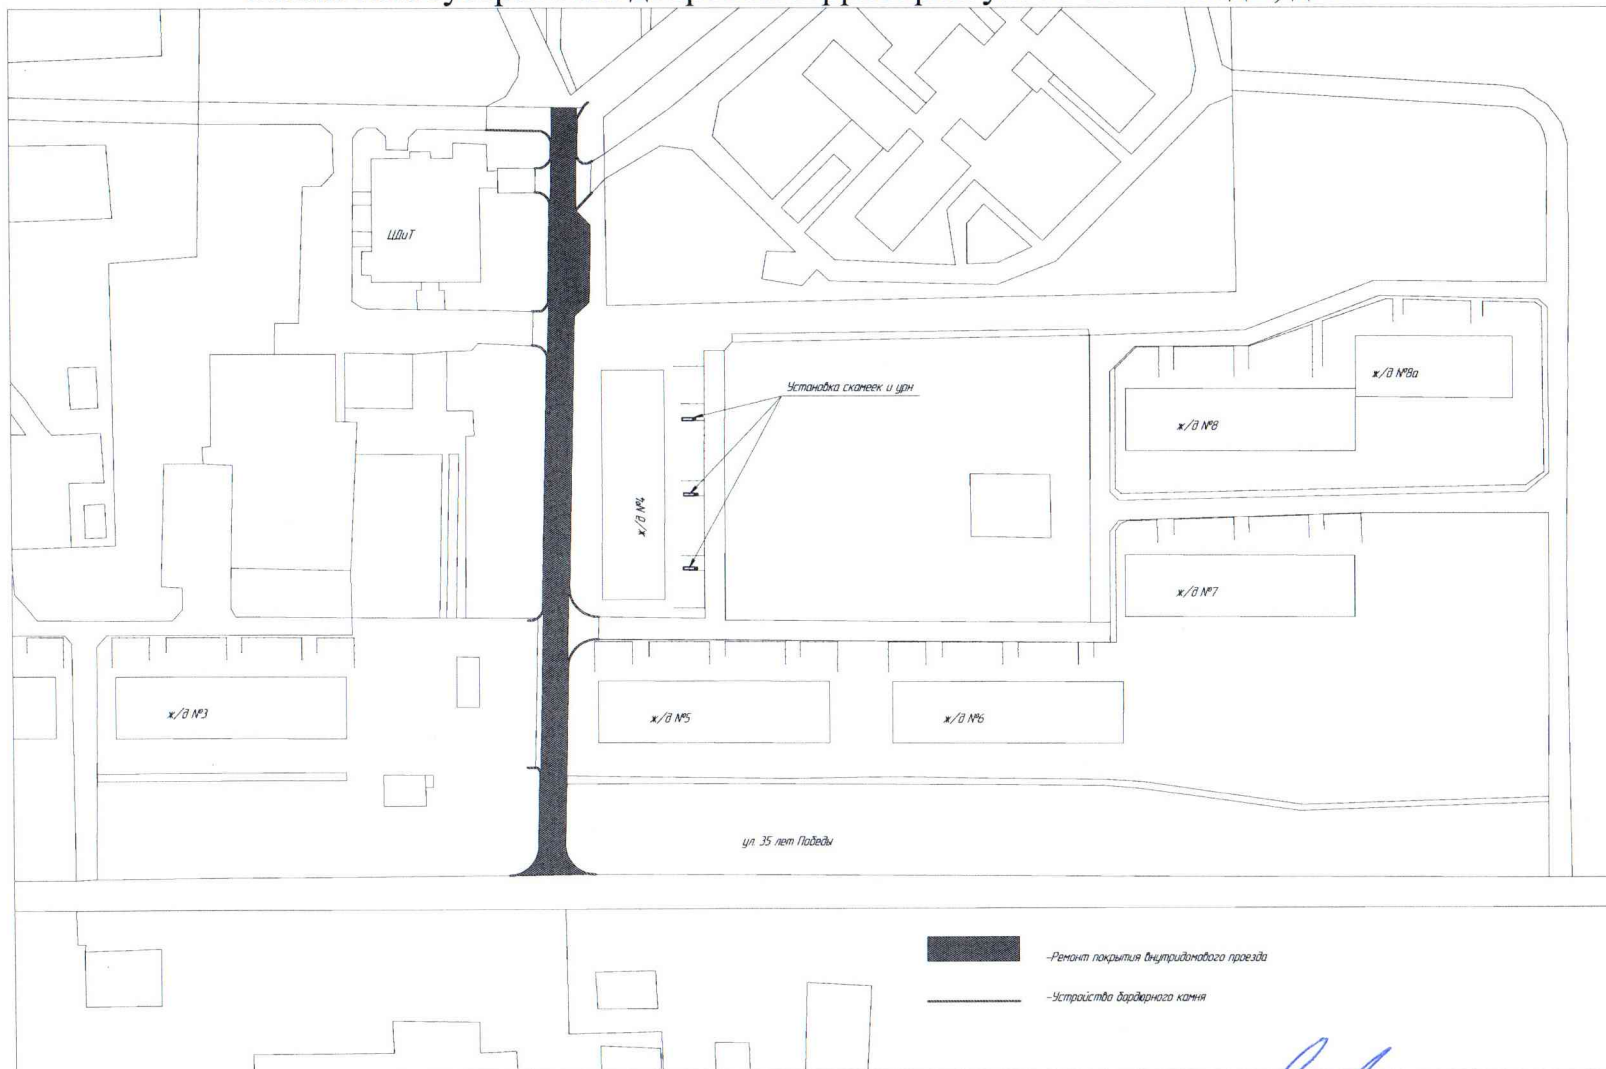 ЦДиТ
Установка скамеек и урн
ж/д №8а
ж/д №8
ж/д №4
ж/д №7
ж/д №3
ж/д №5
ж/д №6
ул. 35 лет Победы
-Ремонт покрытия внутридомового проезда
-Устройство бордюрного камня